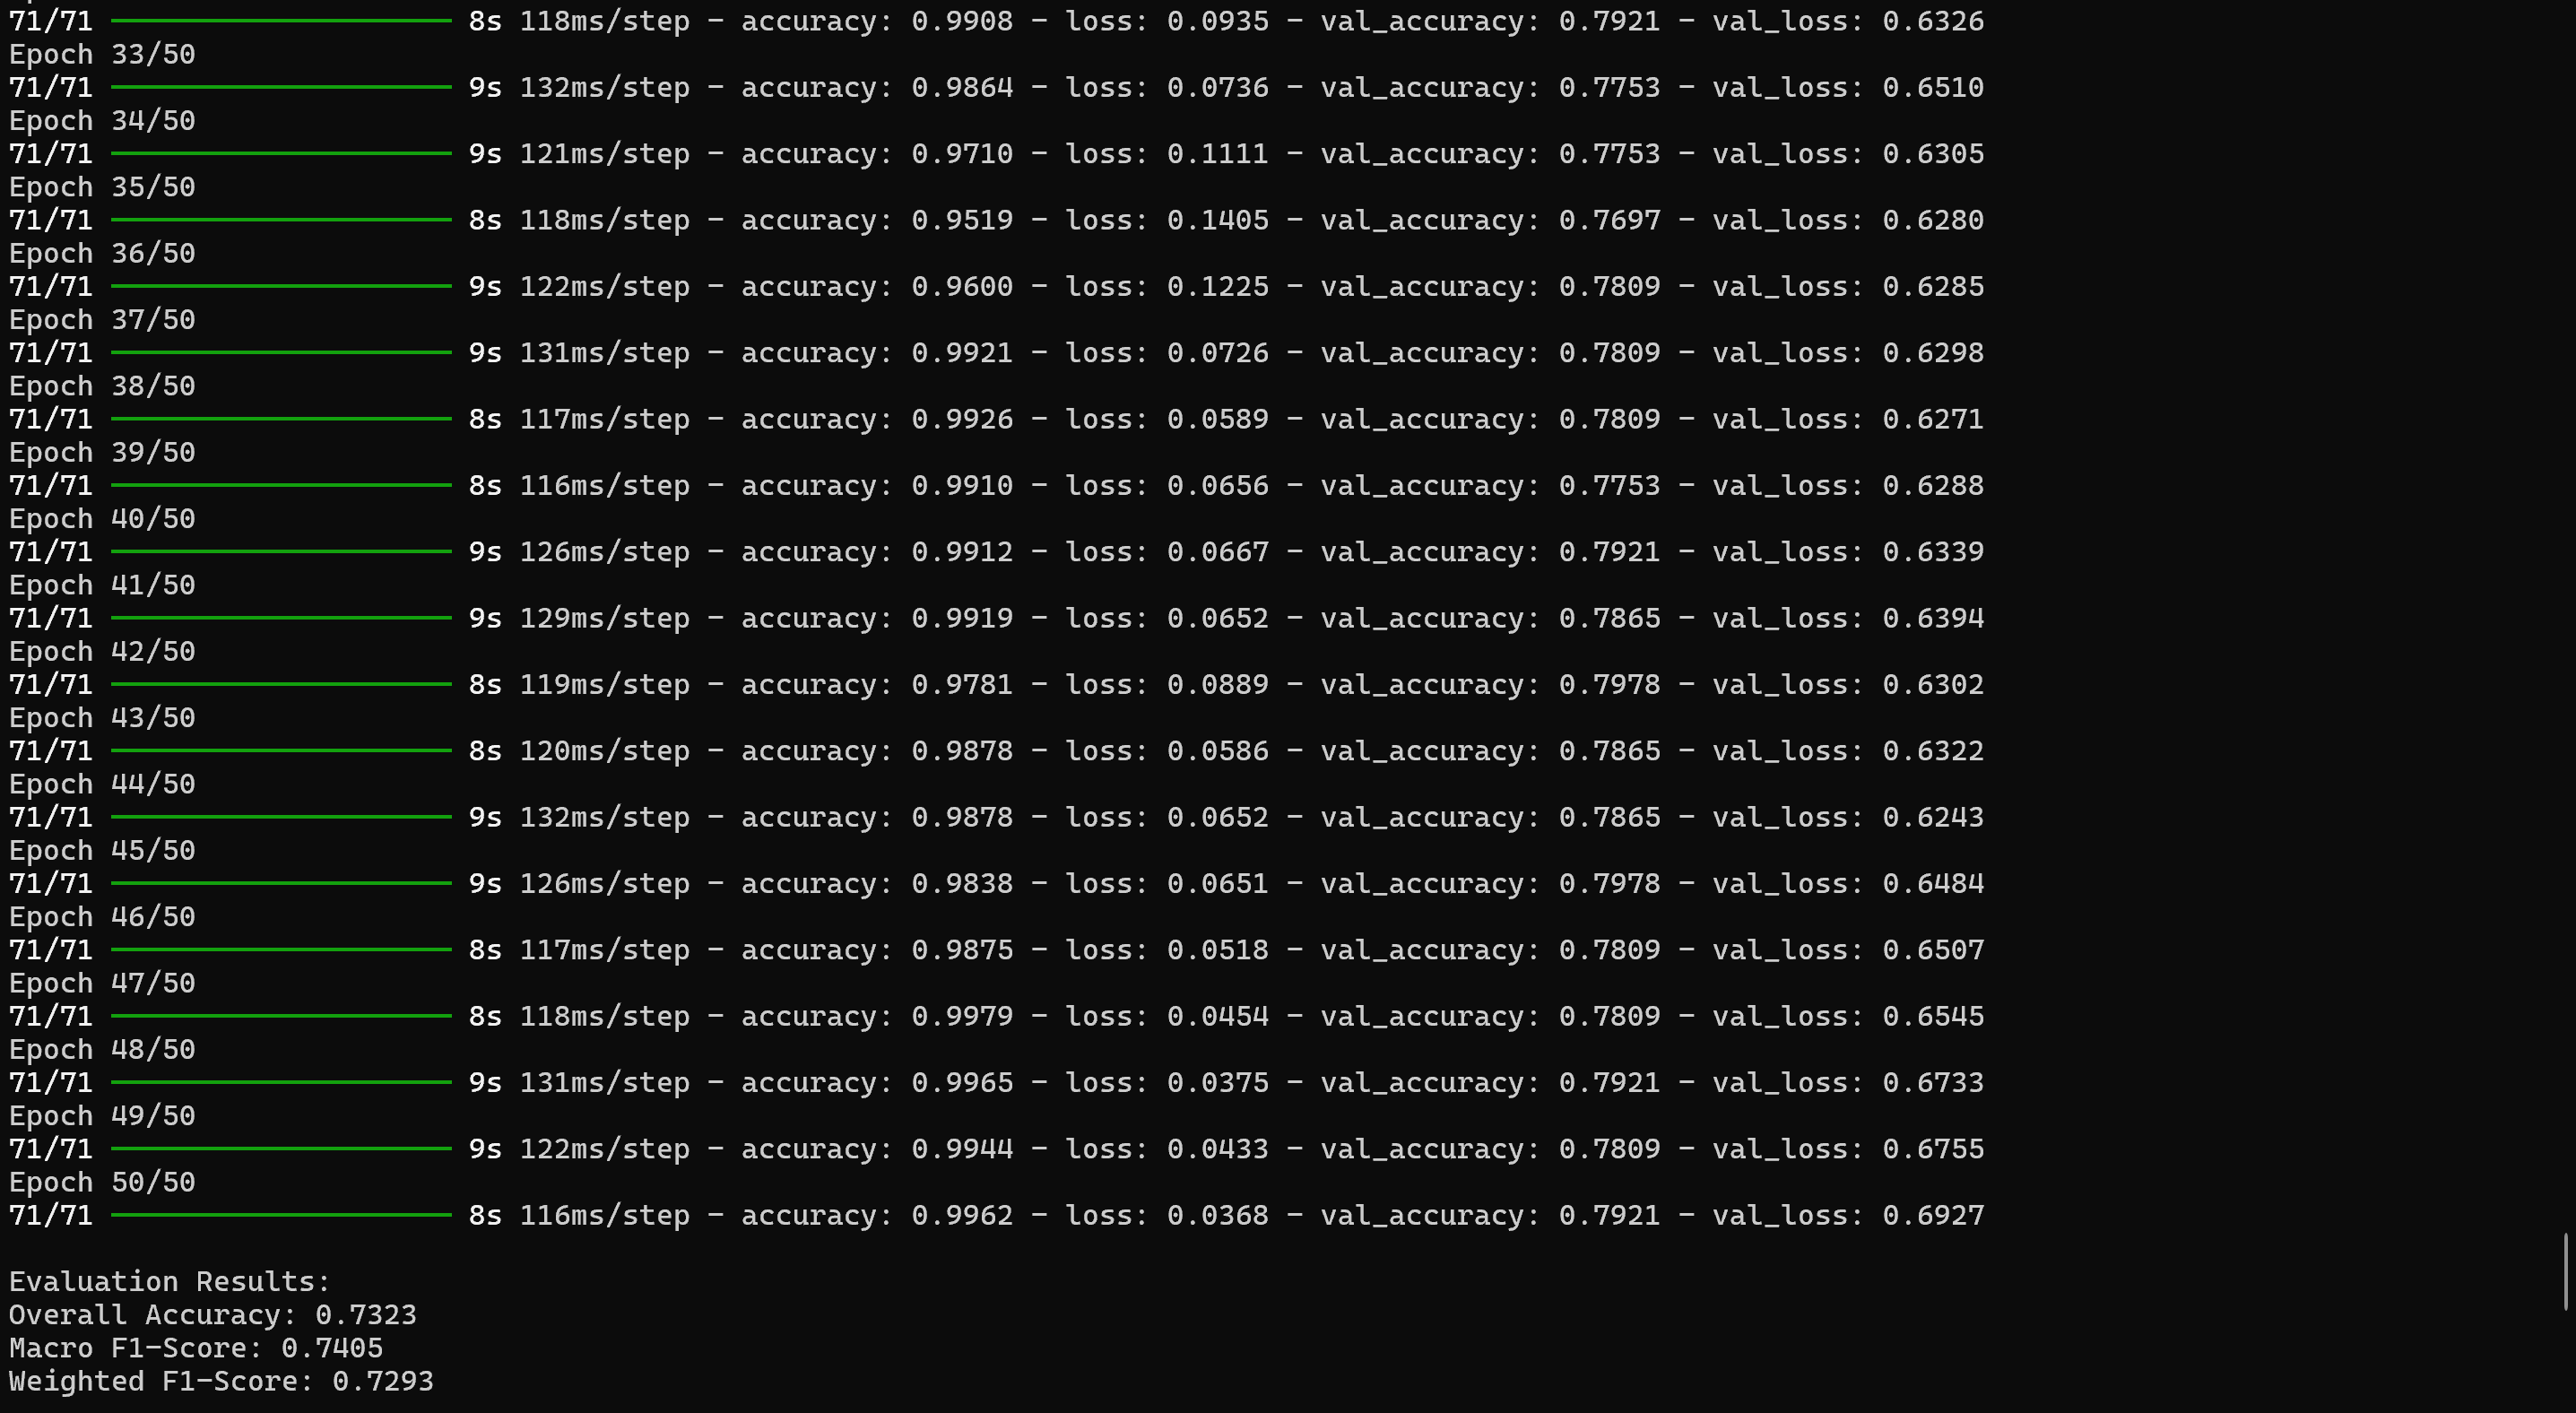 71/71 ━━━━━━━━━━━━━━━━━━━━ 8s 118ms/step - accuracy: 0.9908 - loss: 0.0935 - val_accuracy: 0.7921 - val_loss: 0.6326
Epoch 33/50
71/71 ━━━━━━━━━━━━━━━━━━━━ 9s 132ms/step - accuracy: 0.9864 - loss: 0.0736 - val_accuracy: 0.7753 - val_loss: 0.6510
Epoch 34/50
71/71 ━━━━━━━━━━━━━━━━━━━━ 9s 121ms/step - accuracy: 0.9710 - loss: 0.1111 - val_accuracy: 0.7753 - val_loss: 0.6305
Epoch 35/50
71/71 ━━━━━━━━━━━━━━━━━━━━ 8s 118ms/step - accuracy: 0.9519 - loss: 0.1405 - val_accuracy: 0.7697 - val_loss: 0.6280
Epoch 36/50
71/71 ━━━━━━━━━━━━━━━━━━━━ 9s 122ms/step - accuracy: 0.9600 - loss: 0.1225 - val_accuracy: 0.7809 - val_loss: 0.6285
Epoch 37/50
71/71 ━━━━━━━━━━━━━━━━━━━━ 9s 131ms/step - accuracy: 0.9921 - loss: 0.0726 - val_accuracy: 0.7809 - val_loss: 0.6298
Epoch 38/50
71/71 ━━━━━━━━━━━━━━━━━━━━ 8s 117ms/step - accuracy: 0.9926 - loss: 0.0589 - val_accuracy: 0.7809 - val_loss: 0.6271
Epoch 39/50
71/71 ━━━━━━━━━━━━━━━━━━━━ 8s 116ms/step - accuracy: 0.9910 - loss: 0.0656 - val_accuracy: 0.7753 - val_loss: 0.6288
Epoch 40/50
71/71 ━━━━━━━━━━━━━━━━━━━━ 9s 126ms/step - accuracy: 0.9912 - loss: 0.0667 - val_accuracy: 0.7921 - val_loss: 0.6339
Epoch 41/50
71/71 ━━━━━━━━━━━━━━━━━━━━ 9s 129ms/step - accuracy: 0.9919 - loss: 0.0652 - val_accuracy: 0.7865 - val_loss: 0.6394
Epoch 42/50
71/71 ━━━━━━━━━━━━━━━━━━━━ 8s 119ms/step - accuracy: 0.9781 - loss: 0.0889 - val_accuracy: 0.7978 - val_loss: 0.6302
Epoch 43/50
71/71 ━━━━━━━━━━━━━━━━━━━━ 8s 120ms/step - accuracy: 0.9878 - loss: 0.0586 - val_accuracy: 0.7865 - val_loss: 0.6322
Epoch 44/50
71/71 ━━━━━━━━━━━━━━━━━━━━ 9s 132ms/step - accuracy: 0.9878 - loss: 0.0652 - val_accuracy: 0.7865 - val_loss: 0.6243
Epoch 45/50
71/71 ━━━━━━━━━━━━━━━━━━━━ 9s 126ms/step - accuracy: 0.9838 - loss: 0.0651 - val_accuracy: 0.7978 - val_loss: 0.6484
Epoch 46/50
71/71 ━━━━━━━━━━━━━━━━━━━━ 8s 117ms/step - accuracy: 0.9875 - loss: 0.0518 - val_accuracy: 0.7809 - val_loss: 0.6507
Epoch 47/50
71/71 ━━━━━━━━━━━━━━━━━━━━ 8s 118ms/step - accuracy: 0.9979 - loss: 0.0454 - val_accuracy: 0.7809 - val_loss: 0.6545
Epoch 48/50
71/71 ━━━━━━━━━━━━━━━━━━━━ 9s 131ms/step - accuracy: 0.9965 - loss: 0.0375 - val_accuracy: 0.7921 - val_loss: 0.6733
Epoch 49/50
71/71 ━━━━━━━━━━━━━━━━━━━━ 9s 122ms/step - accuracy: 0.9944 - loss: 0.0433 - val_accuracy: 0.7809 - val_loss: 0.6755
Epoch 50/50
71/71 ━━━━━━━━━━━━━━━━━━━━ 8s 116ms/step - accuracy: 0.9962 - loss: 0.0368 - val_accuracy: 0.7921 - val_loss: 0.6927
Evaluation Results:
Overall Accuracy: 0.7323
Macro F1-Score: 0.7405
Weighted F1-Score: 0.7293